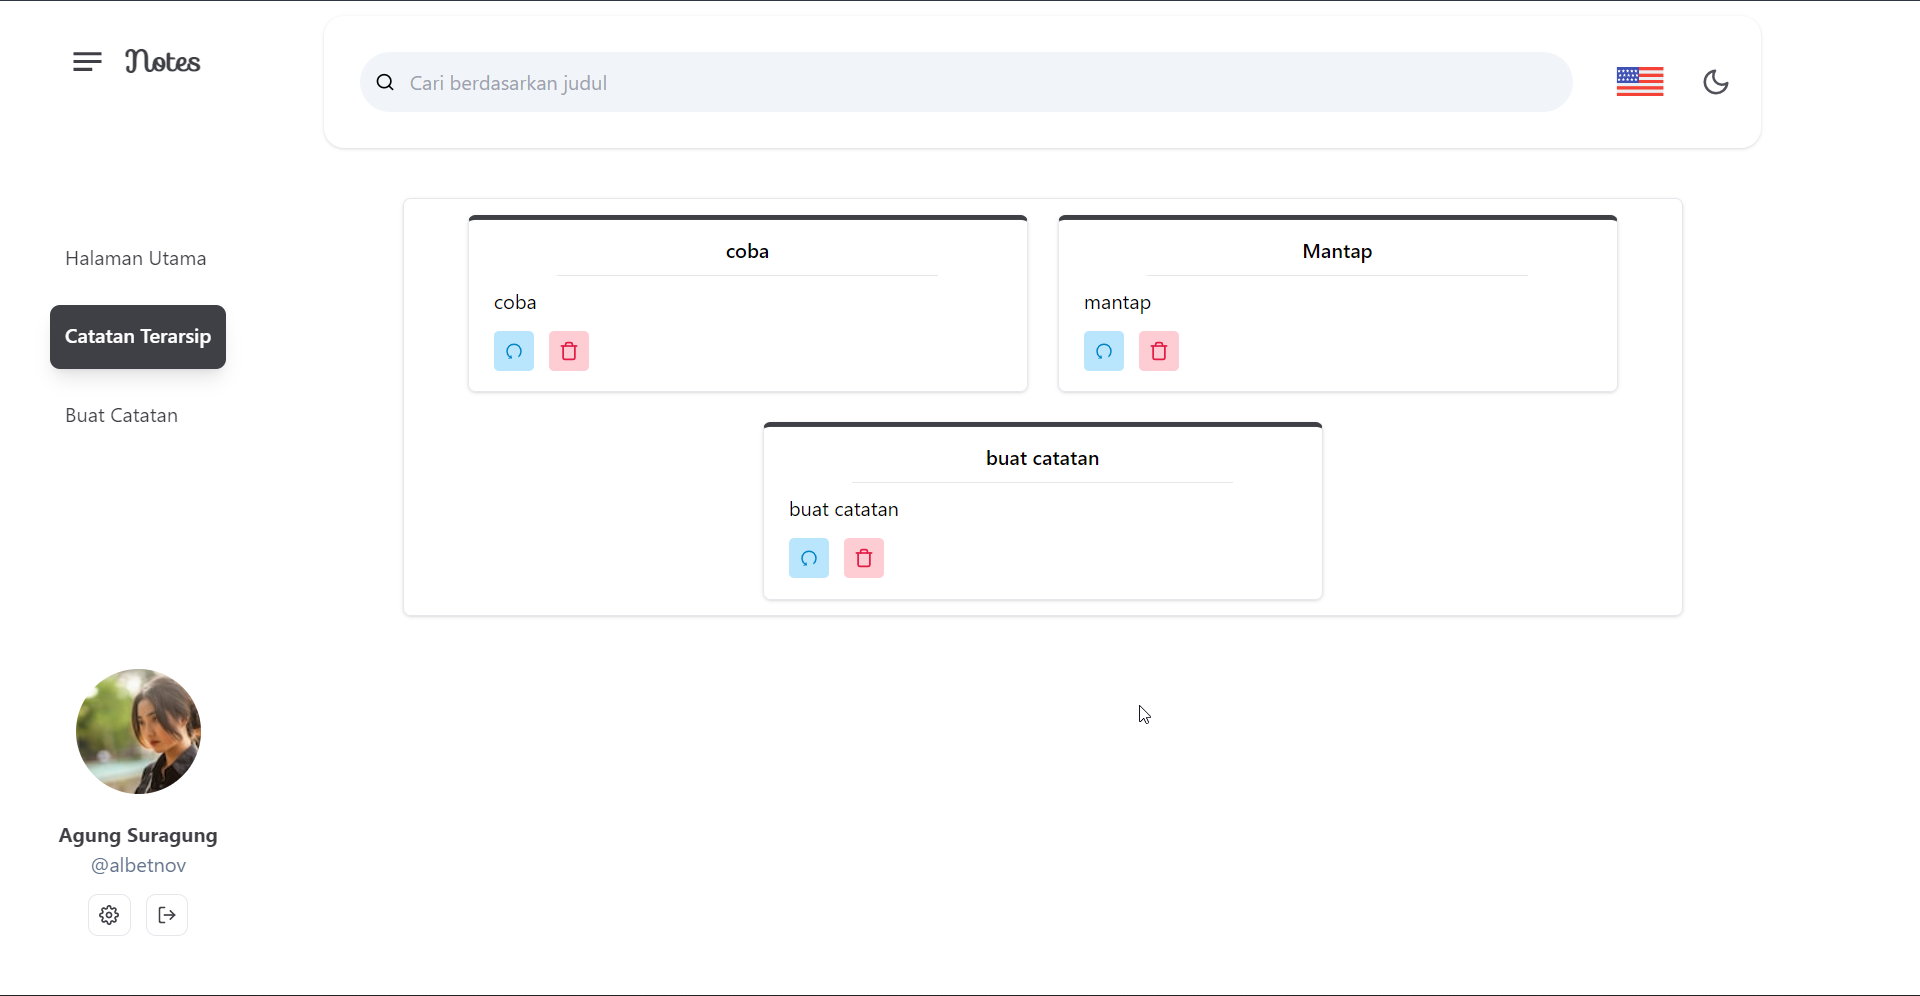 Notes
Cari berdasarkan judul
Halaman Utama
Catatan Terarsip
Buat Catatan
coba
coba
Mantap
mantap
buat catatan
buat catatan
Agung Suragung
@albetnov